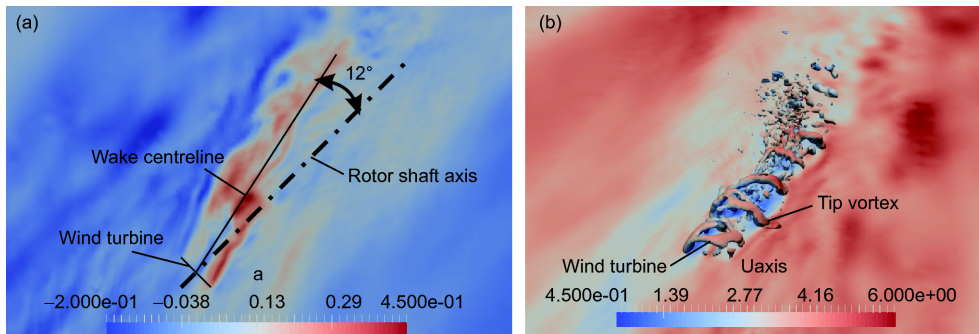 (a)
12°
Wake centreline
Rotor shaft axis
Wind turbine
a
−2.000e-01 −0.038 0.13 0.29 4.500e-01
(b)
Tip vortex
Wind turbine
Uaxis
4.500e-01 1.39 2.77 4.16 6.000e+00